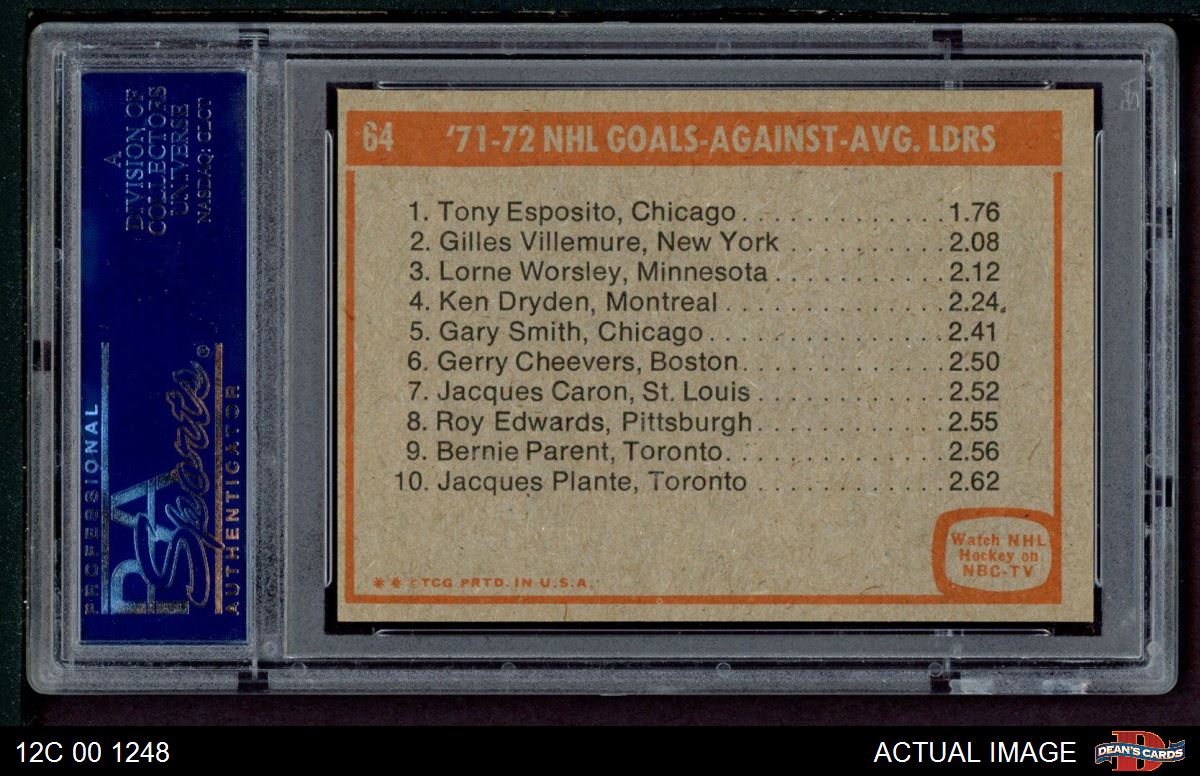 A
DIVISION OF
COLLECTORS
UNIVERSE
NASDAQ: CLCT
PROFESSIONAL
PSA
Sports®
AUTHENTICATOR
64 '71-72 NHL GOALS-AGAINST-AVG. LDRS
1. Tony Esposito, Chicago . . . . . . . . . . . . . . 1.76
2. Gilles Villemure, New York . . . . . . . . . . . 2.08
3. Lorne Worsley, Minnesota . . . . . . . . . . . . 2.12
4. Ken Dryden, Montreal . . . . . . . . . . . . . . . 2.24
5. Gary Smith, Chicago . . . . . . . . . . . . . . . . 2.41
6. Gerry Cheevers, Boston . . . . . . . . . . . . . . 2.50
7. Jacques Caron, St. Louis . . . . . . . . . . . . . 2.52
8. Roy Edwards, Pittsburgh . . . . . . . . . . . . . 2.55
9. Bernie Parent, Toronto . . . . . . . . . . . . . . . 2.56
10. Jacques Plante, Toronto . . . . . . . . . . . . . 2.62
Watch NHL
Hockey on
NBC-TV
* * ©TCG PRTD. IN U.S.A.
12C 00 1248
ACTUAL IMAGE
DEAN'S CARDS